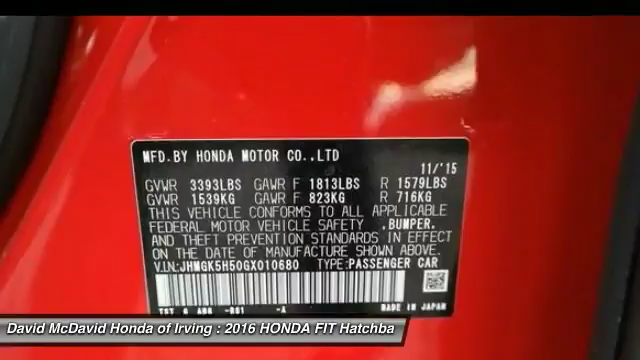 MFD.BY HONDA MOTOR CO.,LTD
11/'15
GVWR 3393LBS GAWR F 1813LBS R 1579LBS
GVWR 1539KG GAWR F 823KG R 716KG
THIS VEHICLE CONFORMS TO ALL APPLICABLE
FEDERAL MOTOR VEHICLE SAFETY ,BUMPER,
AND THEFT PREVENTION STANDARDS IN EFFECT
ON THE DATE OF MANUFACTURE SHOWN ABOVE.
V.I.N:JHMGK5H50GX010680 TYPE:PASSENGER CAR
MADE IN JAPAN
David McDavid Honda of Irving : 2016 HONDA FIT Hatchba